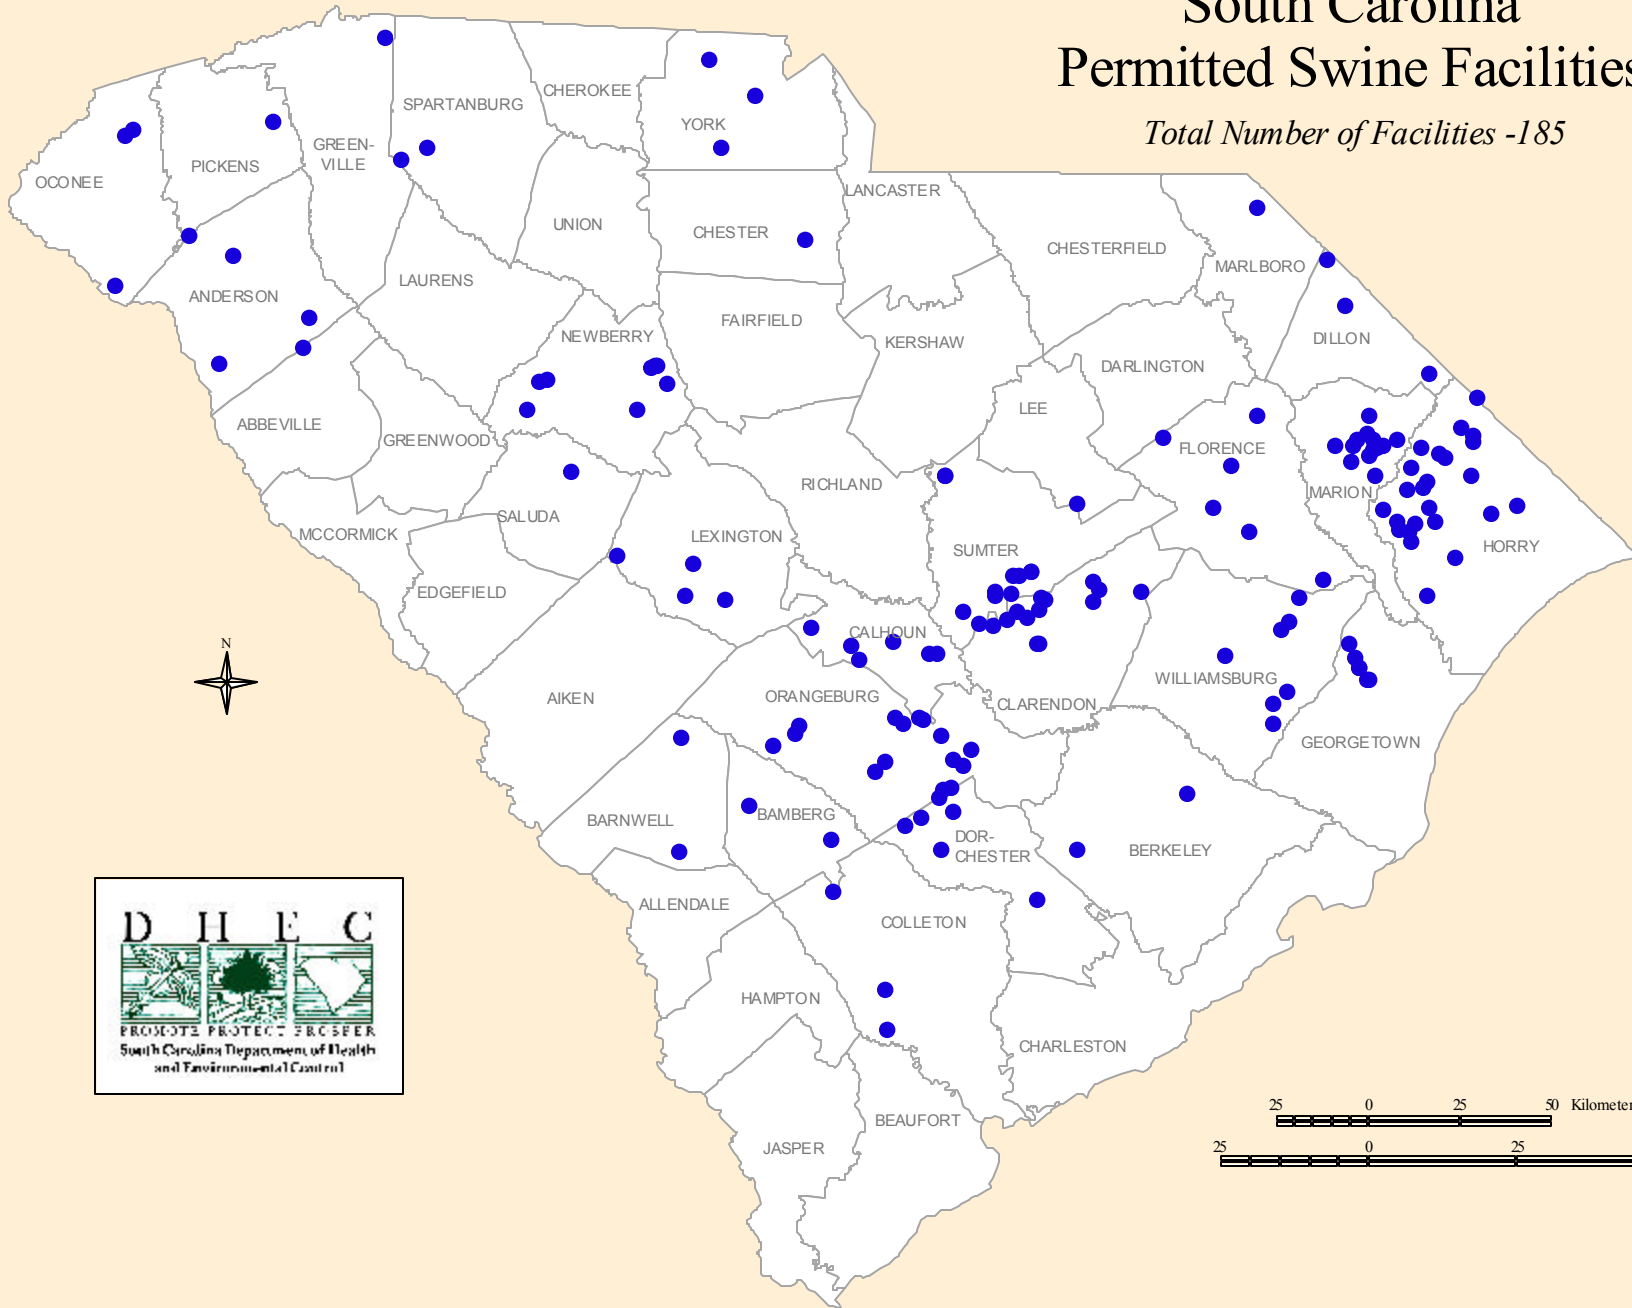 South Carolina
Permitted Swine Facilities
Total Number of Facilities -185
CHEROKEE
SPARTANBURG
YORK
GREEN-
VILLE
PICKENS
OCONEE
LANCASTER
UNION
CHESTER
CHESTERFIELD
MARLBORO
LAURENS
ANDERSON
FAIRFIELD
NEWBERRY
KERSHAW
DILLON
DARLINGTON
LEE
ABBEVILLE
GREENWOOD
FLORENCE
RICHLAND
MARION
SALUDA
MCCORMICK
LEXINGTON
HORRY
SUMTER
EDGEFIELD
CALHOUN
N
WILLIAMSBURG
AIKEN
ORANGEBURG
CLARENDON
GEORGETOWN
BARNWELL
BAMBERG
DOR-
CHESTER
BERKELEY
ALLENDALE
COLLETON
HAMPTON
CHARLESTON
BEAUFORT
JASPER
D H E C
PROMOTE PROTECT PROSPER
South Carolina Department of Health
and Environmental Control
25 0 25 50 Kilometer
25 0 25